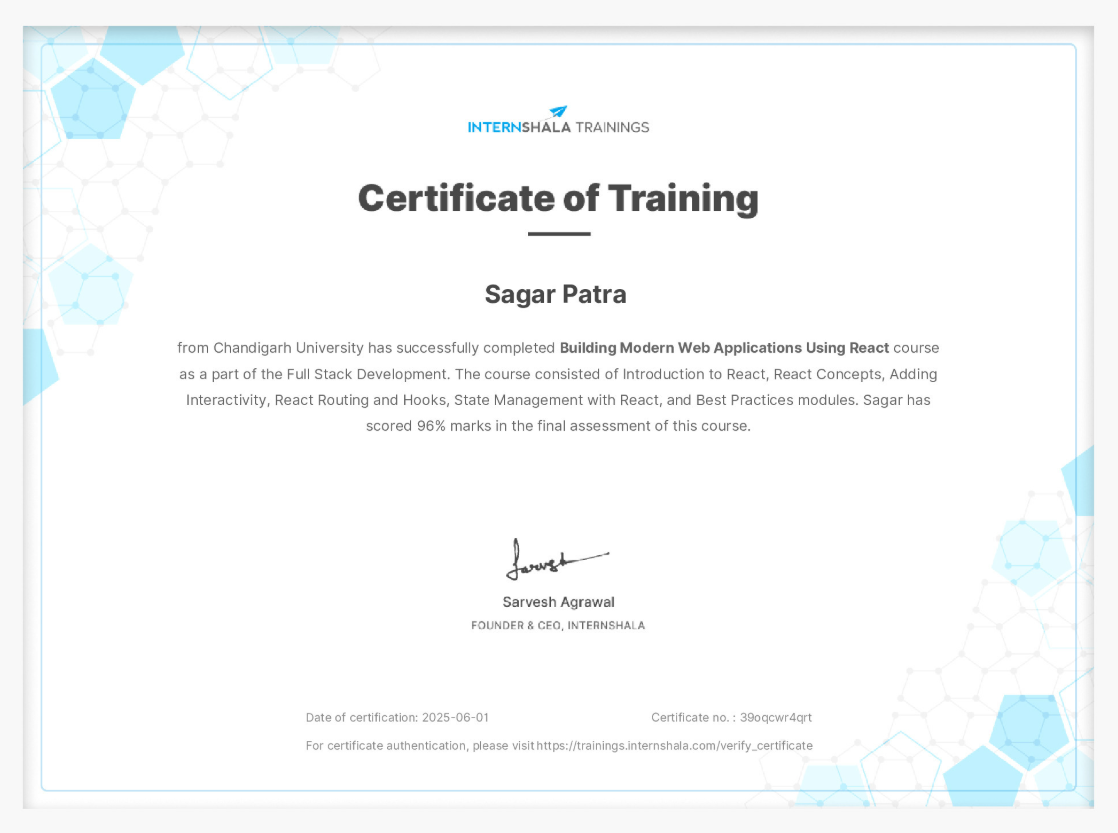 INTERNSHALA TRAININGS
Certificate of Training
Sagar Patra
from Chandigarh University has successfully completed Building Modern Web Applications Using React course
as a part of the Full Stack Development. The course consisted of Introduction to React, React Concepts, Adding
Interactivity, React Routing and Hooks, State Management with React, and Best Practices modules. Sagar has
scored 96% marks in the final assessment of this course.
Sarvesh
Sarvesh Agrawal
FOUNDER & CEO, INTERNSHALA
Date of certification: 2025-06-01 Certificate no. : 39oqcwr4qrt
For certificate authentication, please visit https://trainings.internshala.com/verify_certificate